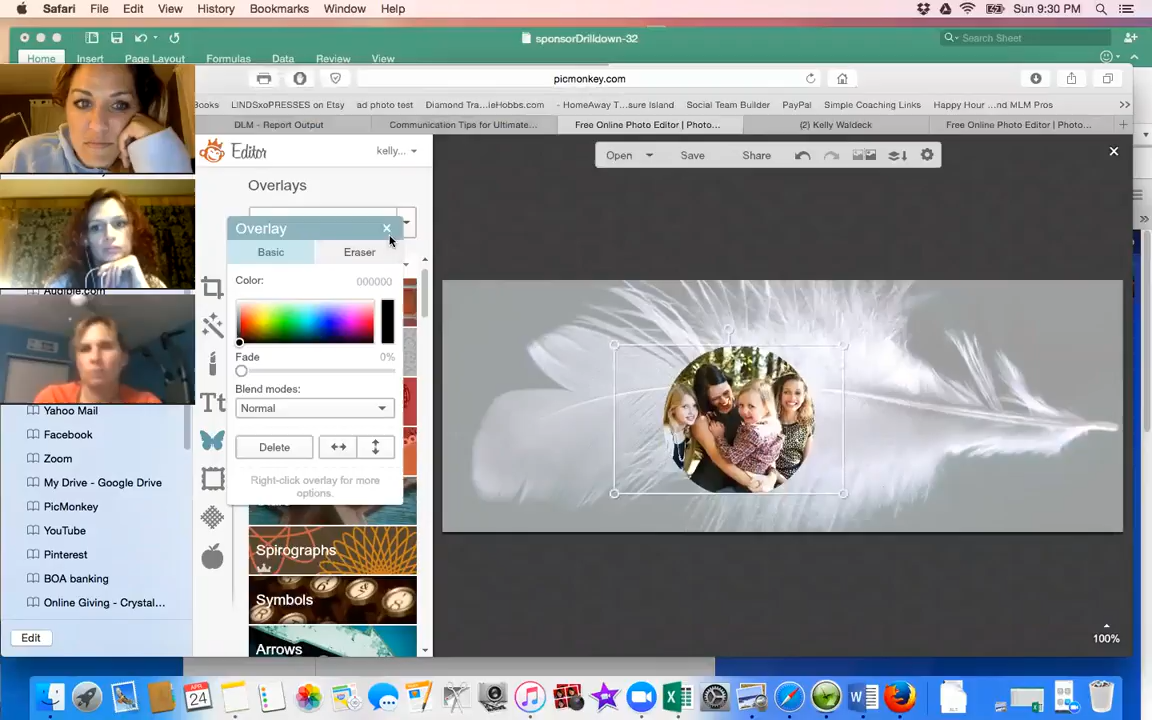 Safari File Edit View History Bookmarks Window Help Sun 9:30 PM
sponsorDrilldown-32 Search Sheet
Home Insert Page Layout Formulas Data Review View
picmonkey.com
Books LINDSxoPRESSES on Etsy ad photo test Diamond Tra...ieHobbs.com - HomeAway T...sure Island Social Team Builder PayPal Simple Coaching Links Happy Hour ...nd MLM Pros
DLM - Report Output Communication Tips for Ultimate... Free Online Photo Editor | Photo... (2) Kelly Waldeck Free Online Photo Editor | Photo...
Editor kelly... Open Save Share
Overlays
Overlay
Basic Eraser
Color: 000000
Fade 0%
Blend modes:
Normal
Delete
Right-click overlay for more
options.
Spirographs
Symbols
Arrows
Audible.com
Yahoo Mail
Facebook
Zoom
My Drive - Google Drive
PicMonkey
YouTube
Pinterest
BOA banking
Online Giving - Crystal...
Edit
100%
APR
24